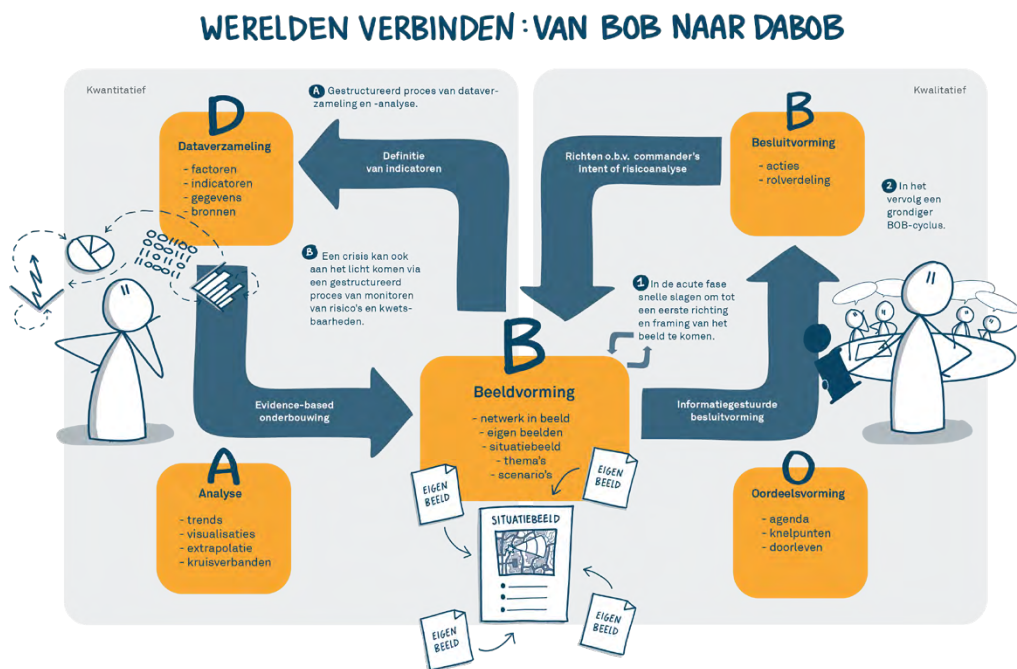 WERELDEN VERBINDEN: VAN BOB NAAR DABOB
Kwantitatief
Kwalitatief
D
Dataverzameling
- factoren
- indicatoren
- gegevens
- bronnen
A Gestructureerd proces van dataver-
zameling en -analyse.
Definitie
van indicatoren
Richten o.b.v. commander's
Intent of risicoanalyse
B
Besluitvorming
- acties
- rolverdeling
2 In het
vervolg een
grondiger
BOB-cyclus.
B Een crisis kan ook
aan het licht komen via
een gestructureerd
proces van monitoren
van risico's en kwets-
baarheden.
1 In de acute fase
snelle slagen om tot
een eerste richting
en framing van het
beeld te komen.
B
Beeldvorming
- netwerk in beeld
- eigen beelden
- situatiebeeld
- thema's
- scenario's
Evidence-based
onderbouwing
Informatiegestuurde
besluitvorming
A
Analyse
- trends
- visualisaties
- extrapolatie
- kruisverbanden
O
Oordeelsvorming
- agenda
- knelpunten
- doorleven
EIGEN
BEELD
EIGEN
BEELD
SITUATIEBEELD
EIGEN
BEELD
EIGEN
BEELD